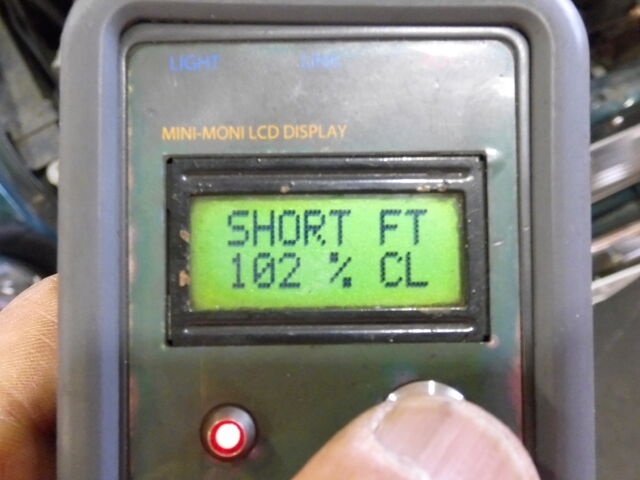 LIGHT
MINI-MONI LCD DISPLAY
SHORT FT
102 % CL